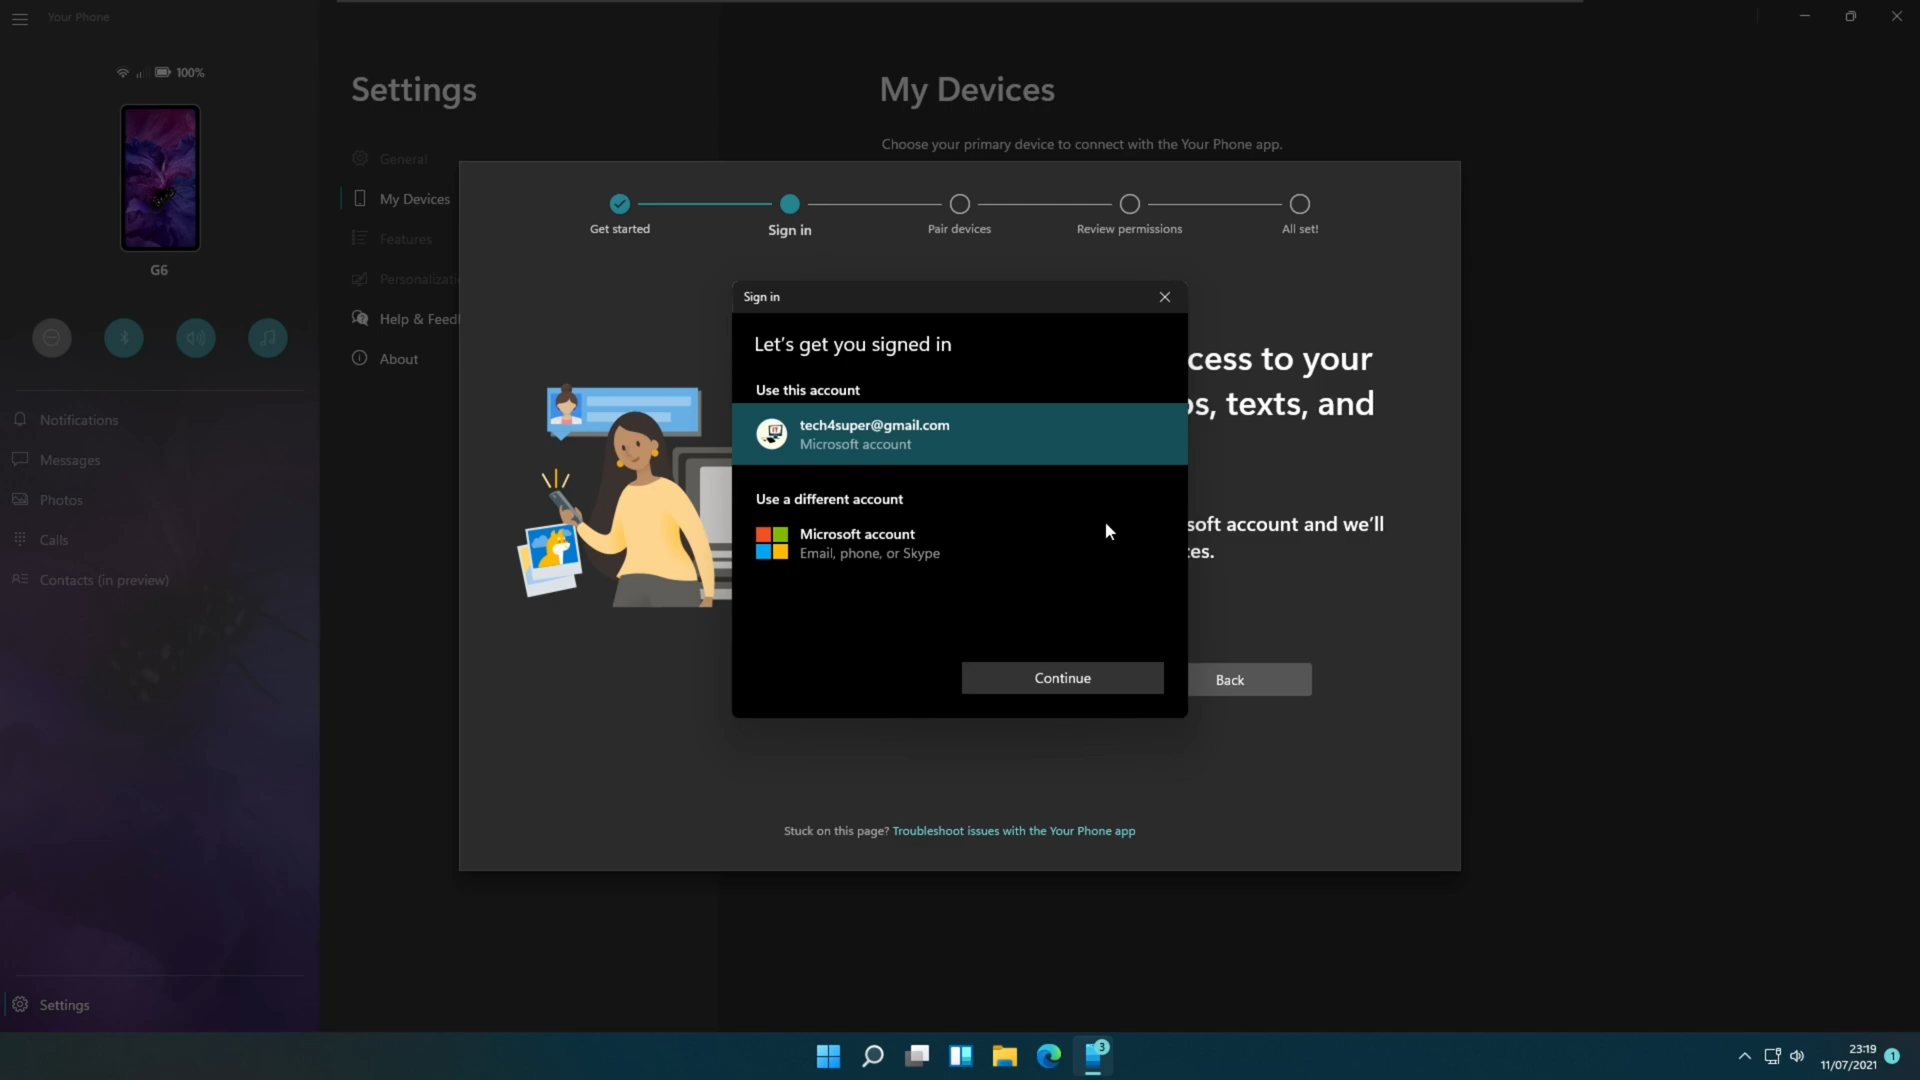 Your Phone
100%
G6
Notifications
Messages
Photos
Calls
Contacts (in preview)
Settings
Settings
General
My Devices
Features
Personalizati
Help & Feed
About
My Devices
Choose your primary device to connect with the Your Phone app.
Get started
Sign in
Pair devices
Review permissions
All set!
cess to your
s, texts, and
soft account and we'll
es.
Back
Sign in
Let's get you signed in
Use this account
IT
tech4super@gmail.com
Microsoft account
Use a different account
Microsoft account
Email, phone, or Skype
Continue
Stuck on this page? Troubleshoot issues with the Your Phone app
3
23:19
11/07/2021
1